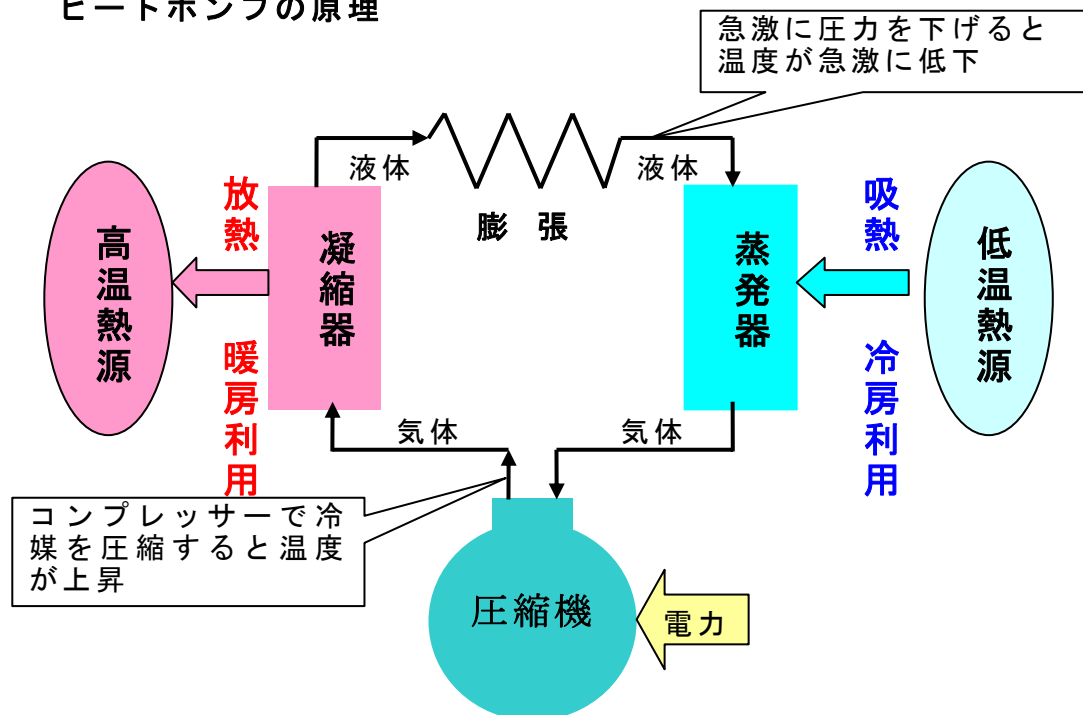 ヒートポンプの原理
急激に圧力を下げると
温度が急激に低下
液体
液体
膨 張
放熱
吸熱
高温熱源
凝縮器
蒸発器
低温熱源
暖房利用
冷房利用
気体
気体
コンプレッサーで冷
媒を圧縮すると温度
が上昇
圧縮機
電力